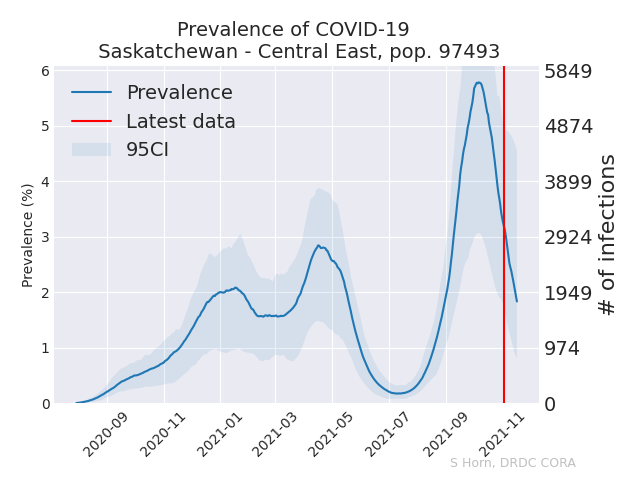 Prevalence of COVID-19
Saskatchewan - Central East, pop. 97493
Prevalence
Latest data
95CI
Prevalence (%)
6
5
4
3
2
1
0
5849
4874
3899
2924
1949
974
0
# of infections
2020-09
2020-11
2021-01
2021-03
2021-05
2021-07
2021-09
2021-11
S Horn, DRDC CORA